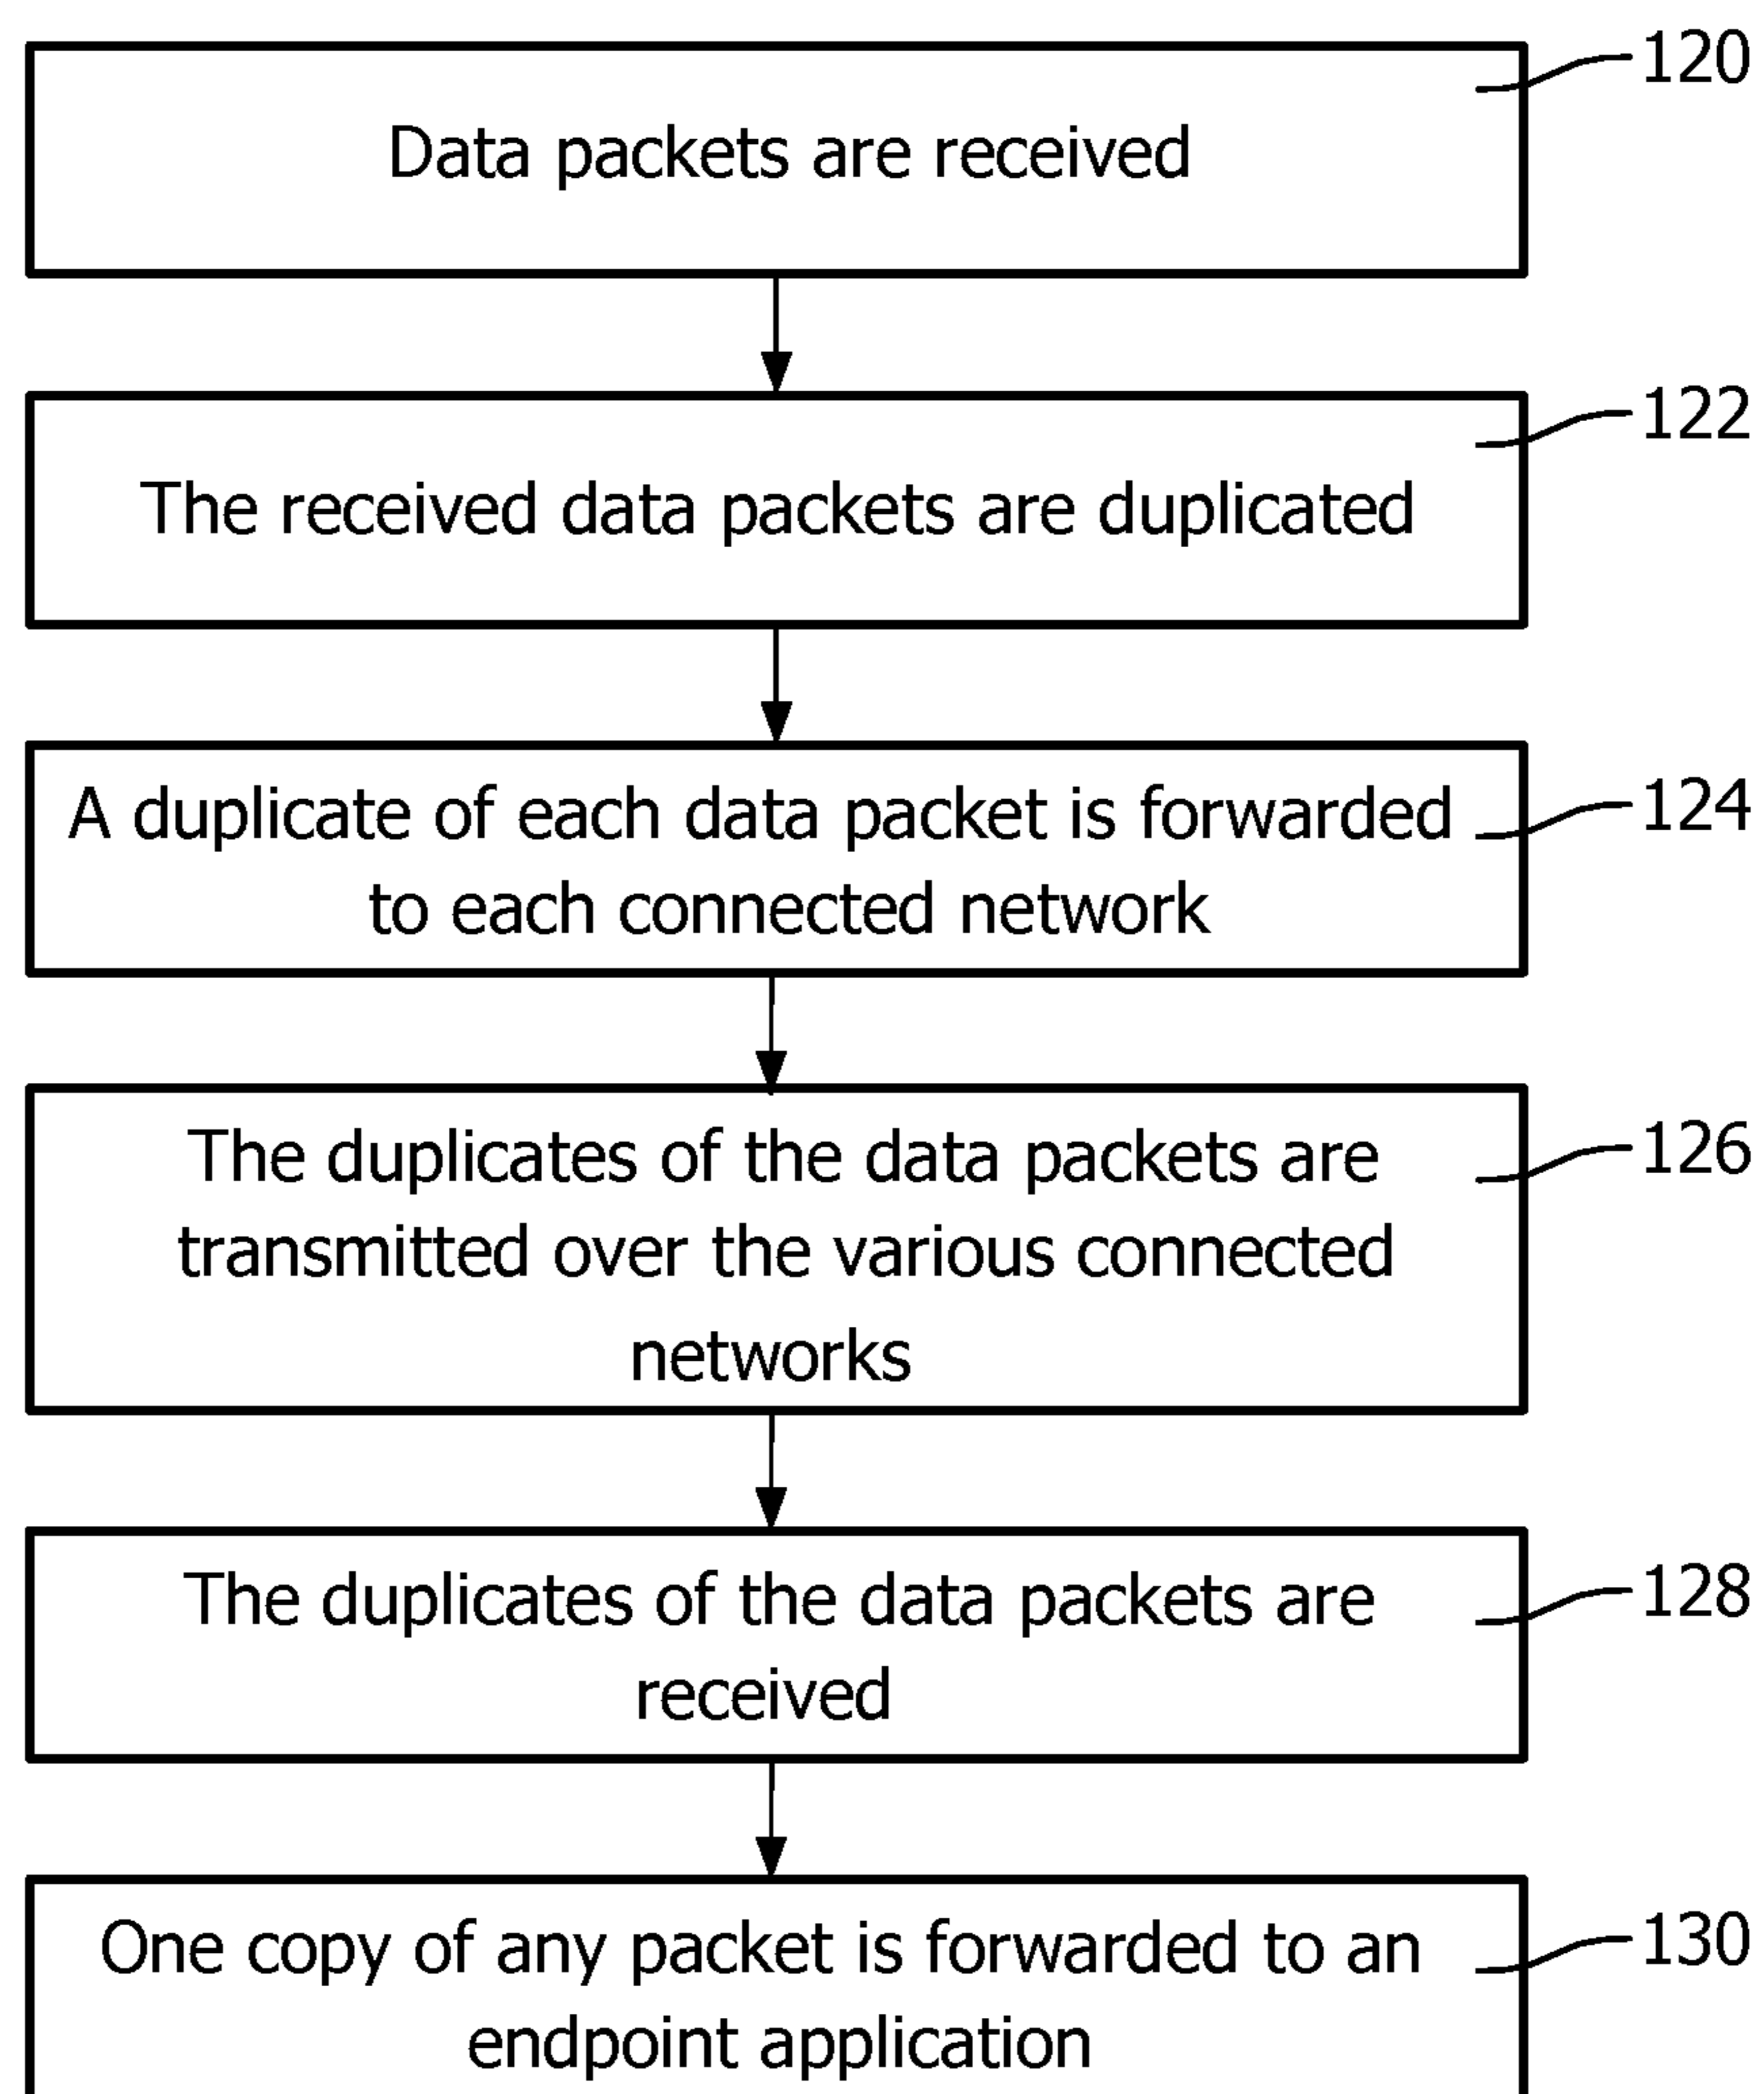 120
Data packets are received
122
The received data packets are duplicated
124
A duplicate of each data packet is forwarded
to each connected network
126
The duplicates of the data packets are
transmitted over the various connected
networks
128
The duplicates of the data packets are
received
130
One copy of any packet is forwarded to an
endpoint application